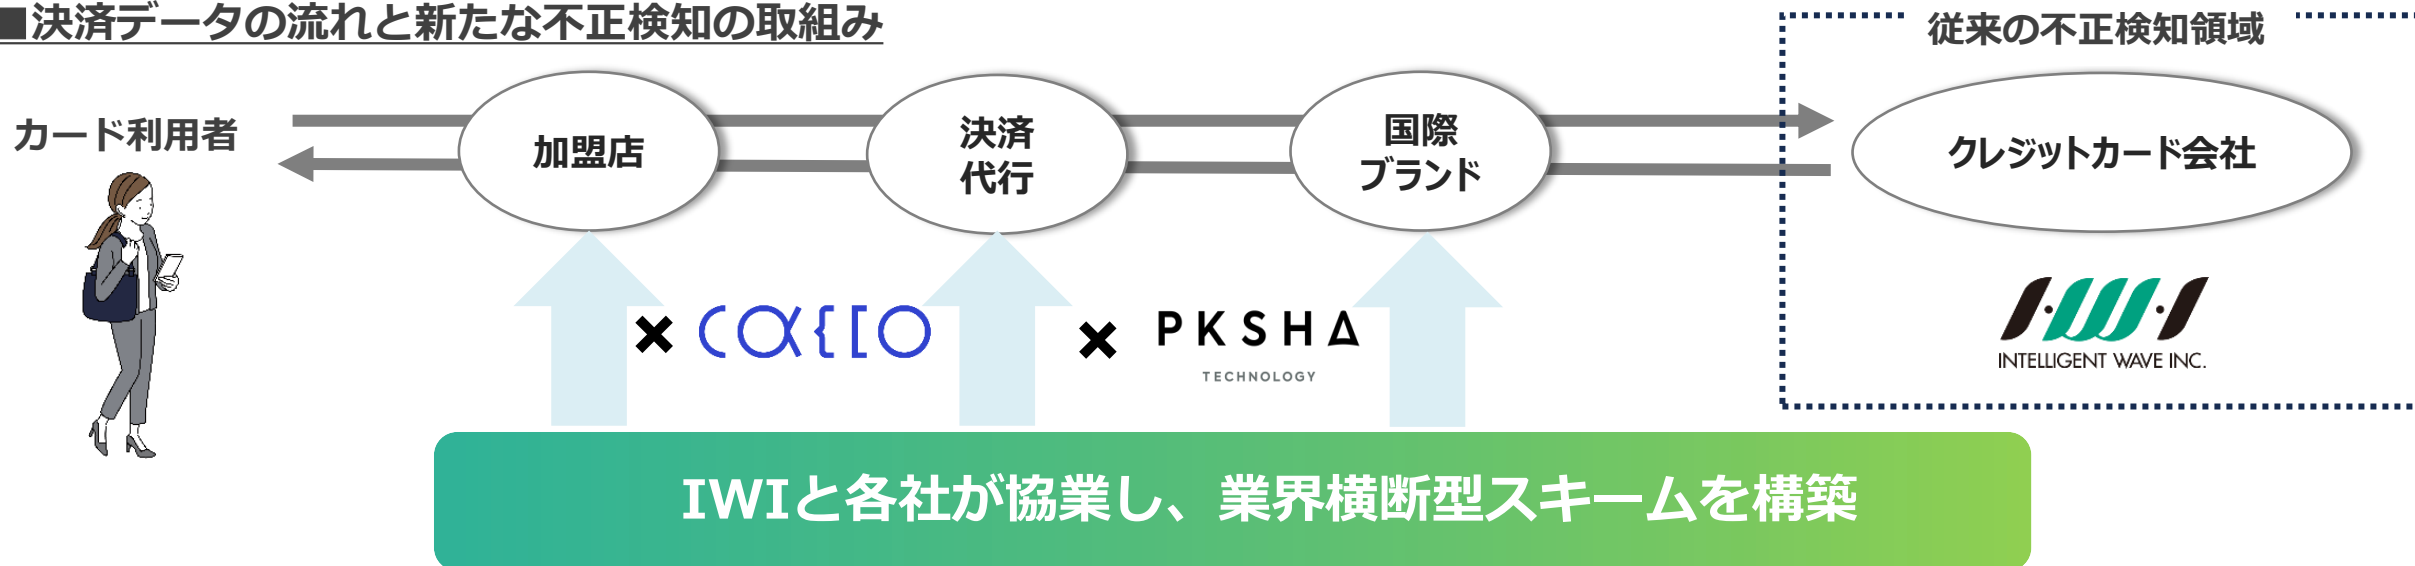 ■決済データの流れと新たな不正検知の取組み
従来の不正検知領域
カード利用者
加盟店
決済
代行
国際
ブランド
クレジットカード会社
× cacco
× PKSHA
TECHNOLOGY
IWI
INTELLIGENT WAVE INC.
IWIと各社が協業し、業界横断型スキームを構築